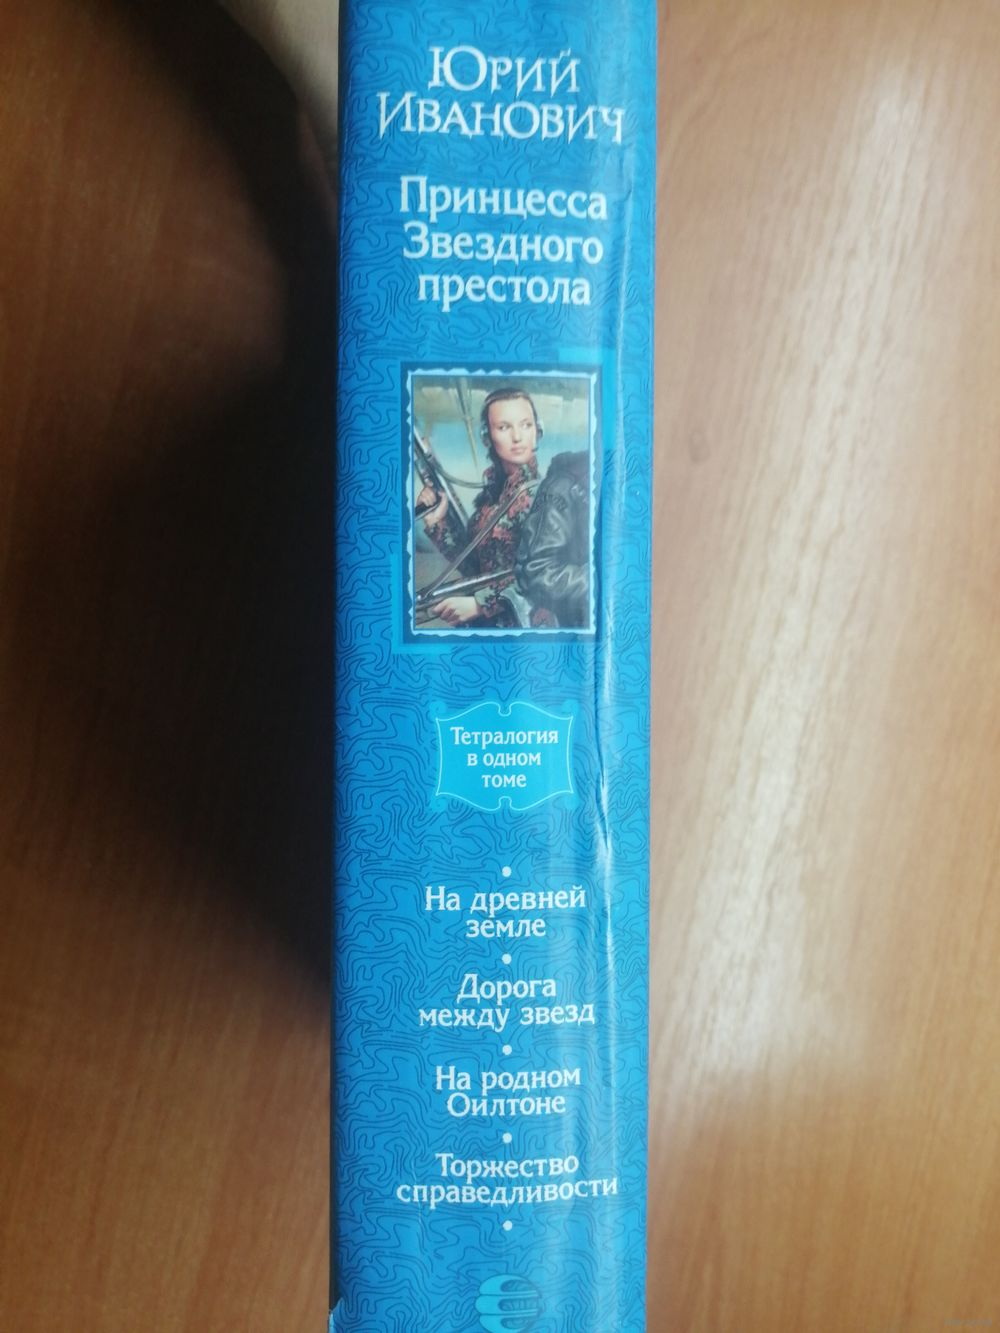 Юрий
Иванович
Принцесса
Звездного
престола
Тетралогия
в одном
томе
•
На древней
земле
•
Дорога
между звезд
•
На родном
Оилтоне
•
Торжество
справедливости
•